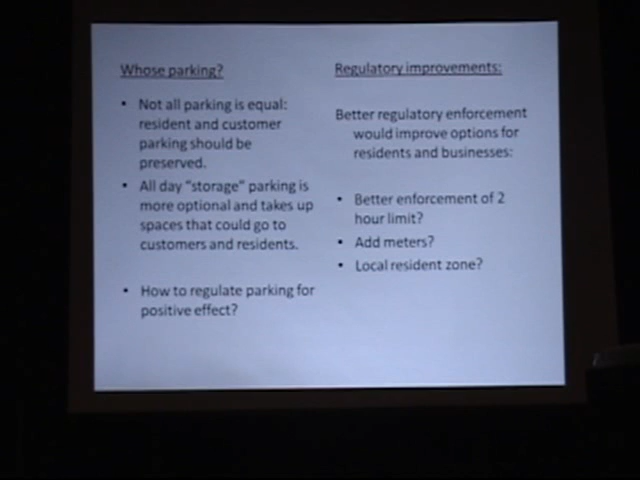 Whose parking?
• Not all parking is equal:
resident and customer
parking should be
preserved.
• All day “storage” parking is
more optional and takes up
spaces that could go to
customers and residents.
• How to regulate parking for
positive effect?
Regulatory improvements:
Better regulatory enforcement
would improve options for
residents and businesses:
• Better enforcement of 2
hour limit?
• Add meters?
• Local resident zone?